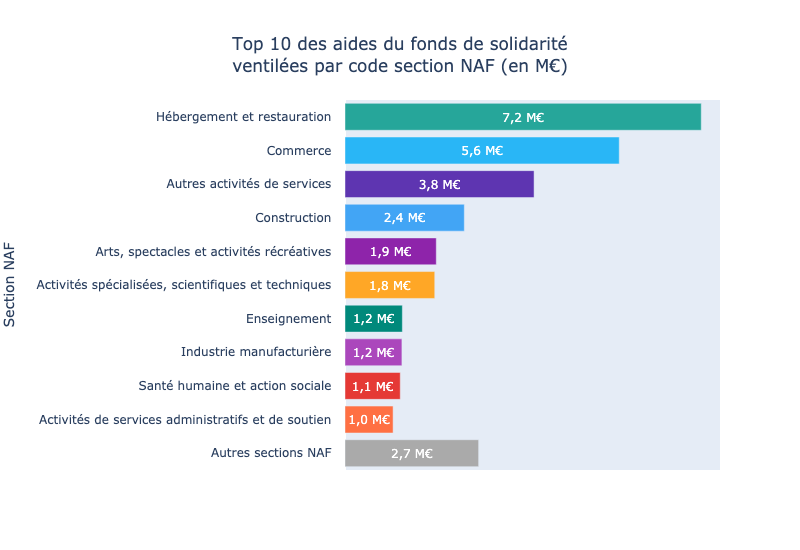 Top 10 des aides du fonds de solidarité
ventilées par code section NAF (en M€)
Section NAF
Hébergement et restauration 7,2 M€
Commerce 5,6 M€
Autres activités de services 3,8 M€
Construction 2,4 M€
Arts, spectacles et activités récréatives 1,9 M€
Activités spécialisées, scientifiques et techniques 1,8 M€
Enseignement 1,2 M€
Industrie manufacturière 1,2 M€
Santé humaine et action sociale 1,1 M€
Activités de services administratifs et de soutien 1,0 M€
Autres sections NAF 2,7 M€